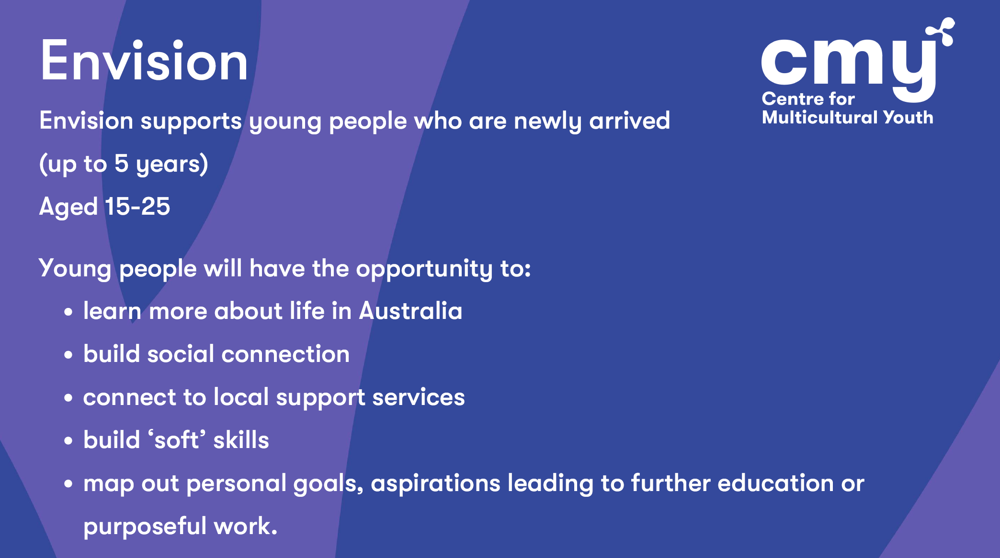 Envision
cmy
Centre for
Multicultural Youth
Envision supports young people who are newly arrived
(up to 5 years)
Aged 15-25
Young people will have the opportunity to:
• learn more about life in Australia
• build social connection
• connect to local support services
• build ‘soft’ skills
• map out personal goals, aspirations leading to further education or
purposeful work.